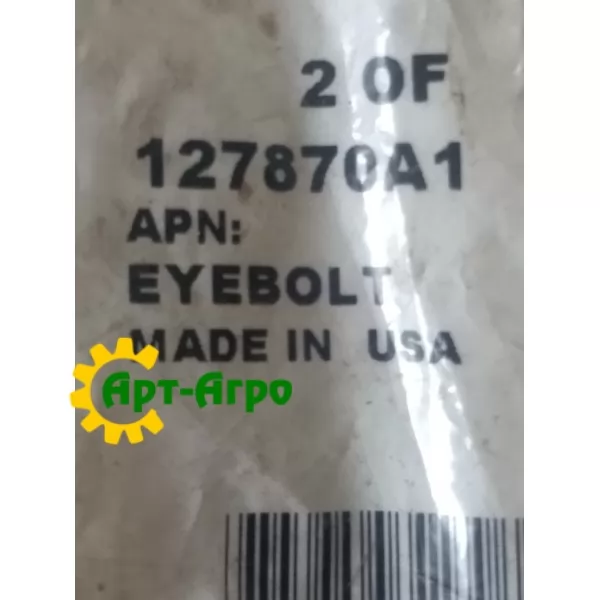 2 OF
127870A1
APN:
EYEBOLT
MADE IN USA
Арт-Агро